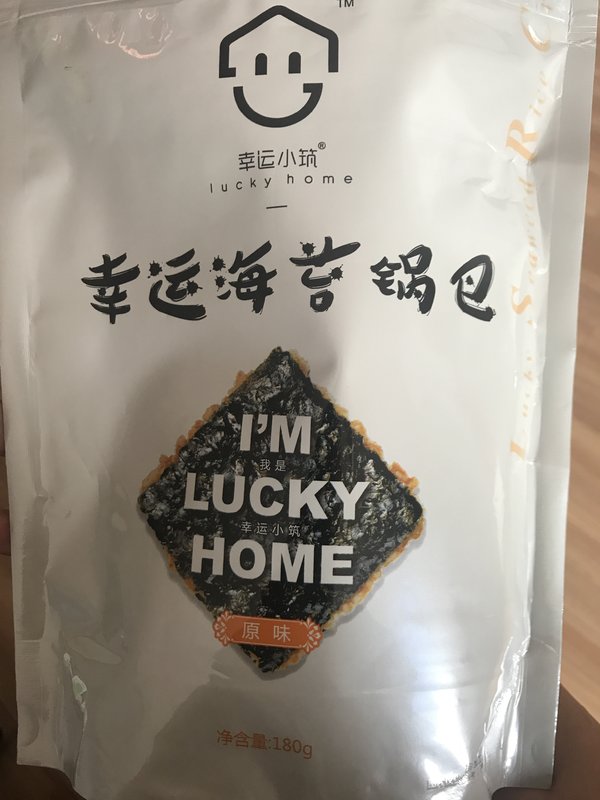 TM
幸运小筑®
lucky home
幸运海苔锅巴
I'M
我是
LUCKY
幸运小筑
HOME
原味
净含量:180g
Rice